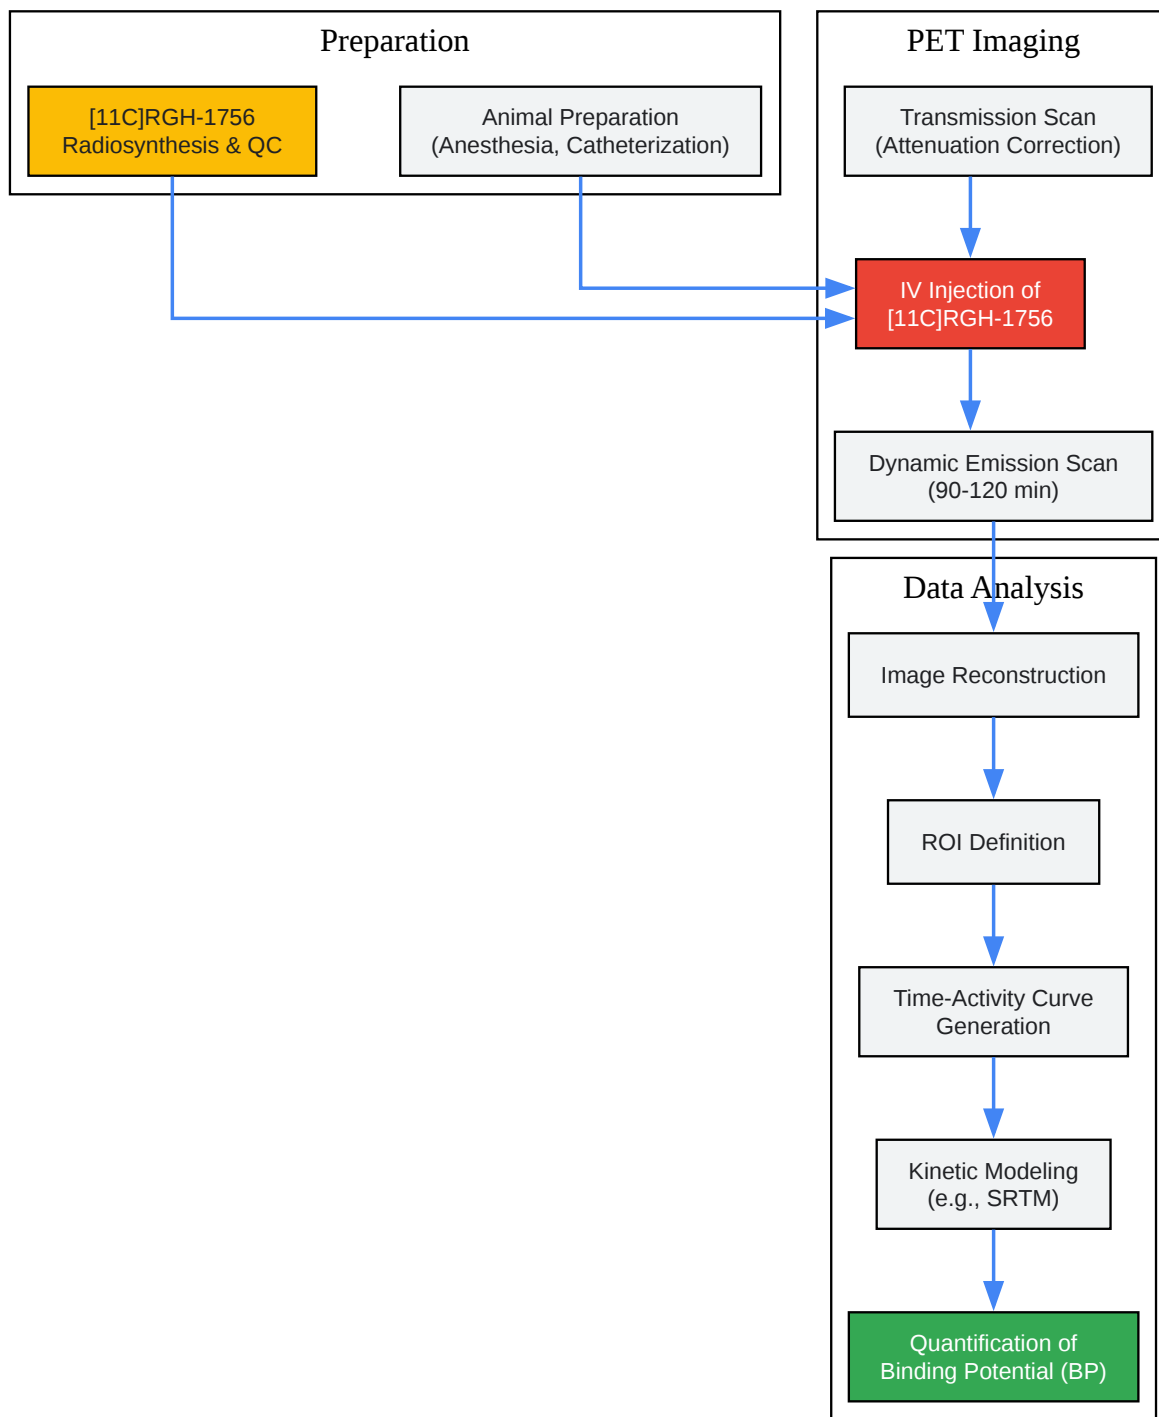 Preparation
[11C]RGH-1756
Radiosynthesis & QC
Animal Preparation
(Anesthesia, Catheterization)
PET Imaging
Transmission Scan
(Attenuation Correction)
IV Injection of
[11C]RGH-1756
Dynamic Emission Scan
(90-120 min)
Data Analysis
Image Reconstruction
ROI Definition
Time-Activity Curve
Generation
Kinetic Modeling
(e.g., SRTM)
Quantification of
Binding Potential (BP)